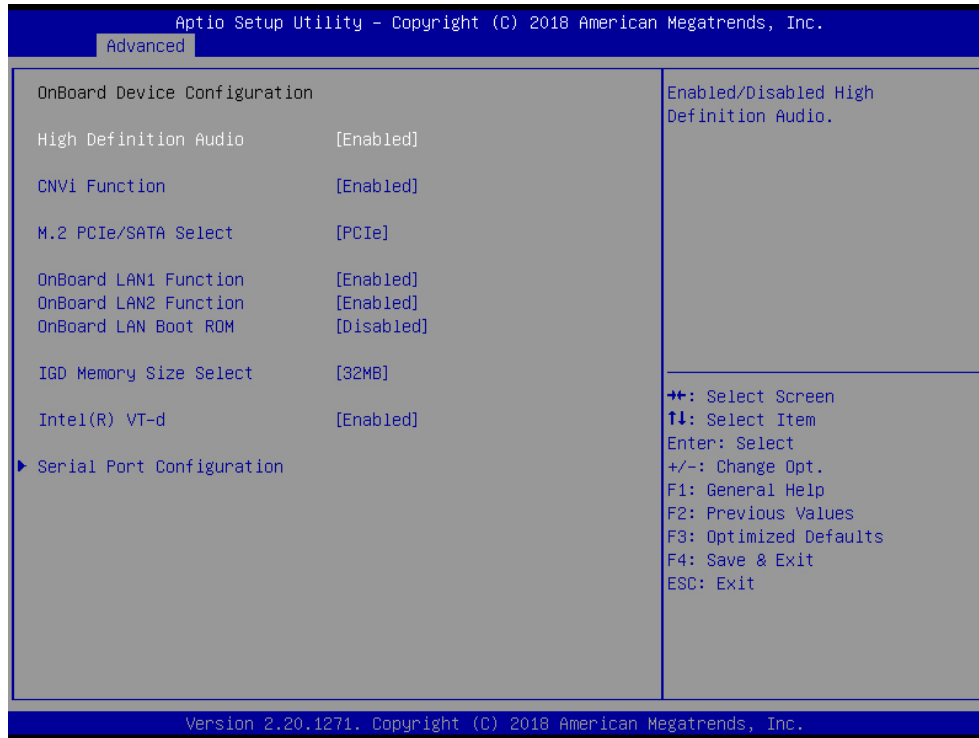 Aptio Setup Utility – Copyright (C) 2018 American Megatrends, Inc.
Advanced
OnBoard Device Configuration
High Definition Audio [Enabled]
CNVi Function [Enabled]
M.2 PCIe/SATA Select [PCIe]
OnBoard LAN1 Function [Enabled]
OnBoard LAN2 Function [Enabled]
OnBoard LAN Boot ROM [Disabled]
IGD Memory Size Select [32MB]
Intel(R) VT-d [Enabled]
Serial Port Configuration
Enabled/Disabled High
Definition Audio.
→←: Select Screen
↑↓: Select Item
Enter: Select
+/-: Change Opt.
F1: General Help
F2: Previous Values
F3: Optimized Defaults
F4: Save & Exit
ESC: Exit
Version 2.20.1271. Copyright (C) 2018 American Megatrends, Inc.